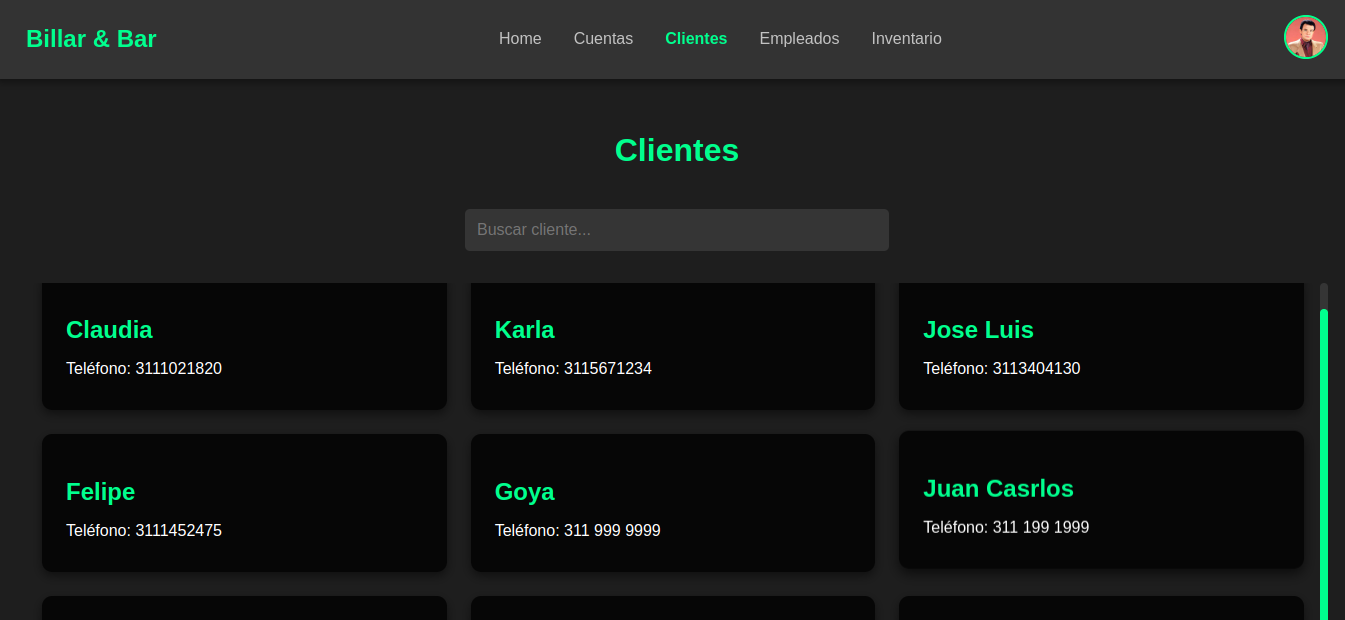 Billar & Bar
Home Cuentas Clientes Empleados Inventario
Clientes
Buscar cliente...
Claudia
Teléfono: 3111021820
Karla
Teléfono: 3115671234
Jose Luis
Teléfono: 3113404130
Felipe
Teléfono: 3111452475
Goya
Teléfono: 311 999 9999
Juan Casrlos
Teléfono: 311 199 1999